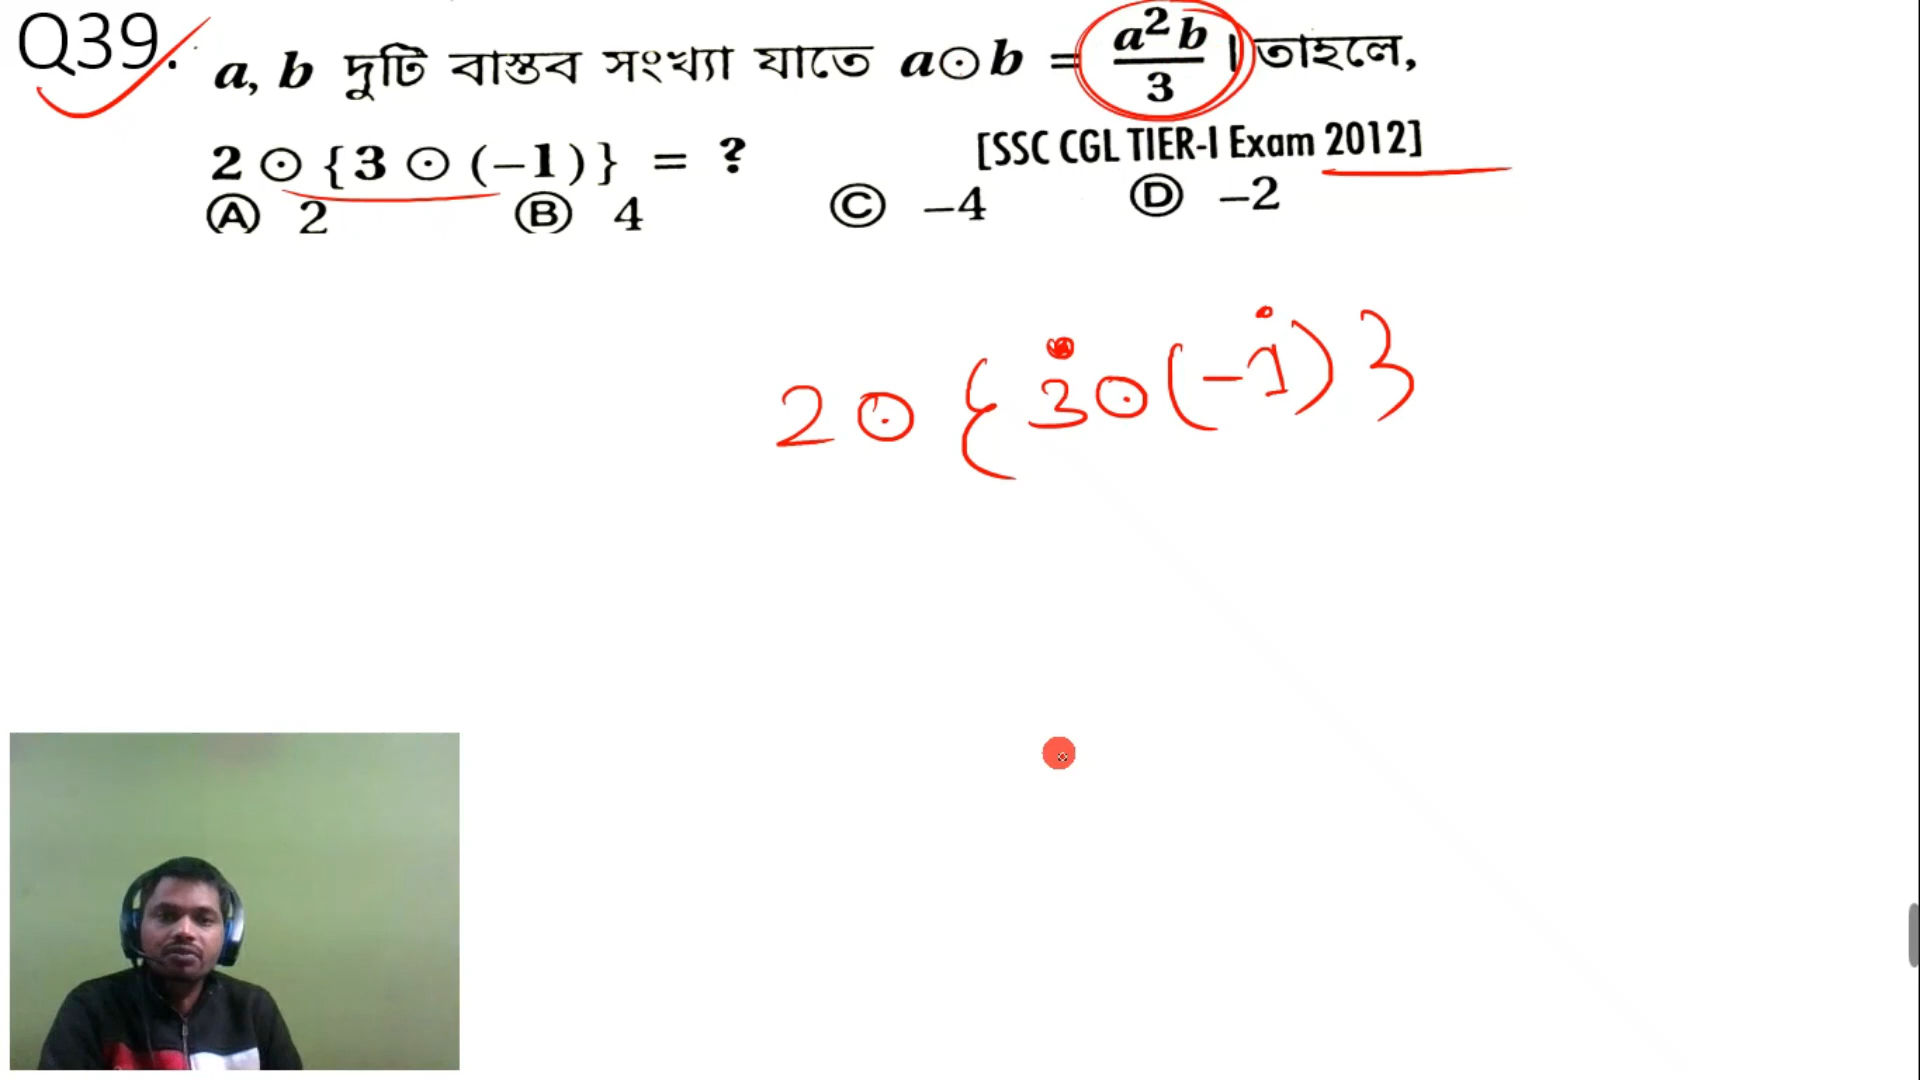 Q39.
a, b দুটি বাস্তব সংখ্যা যাতে a⊙b = a²b/3 । তাহলে,
2 ⊙ {3 ⊙ (−1)} = ? [SSC CGL TIER-I Exam 2012]
Ⓐ 2 Ⓑ 4 Ⓒ −4 Ⓓ −2
2 ⊙ {3 ⊙ (−1)}